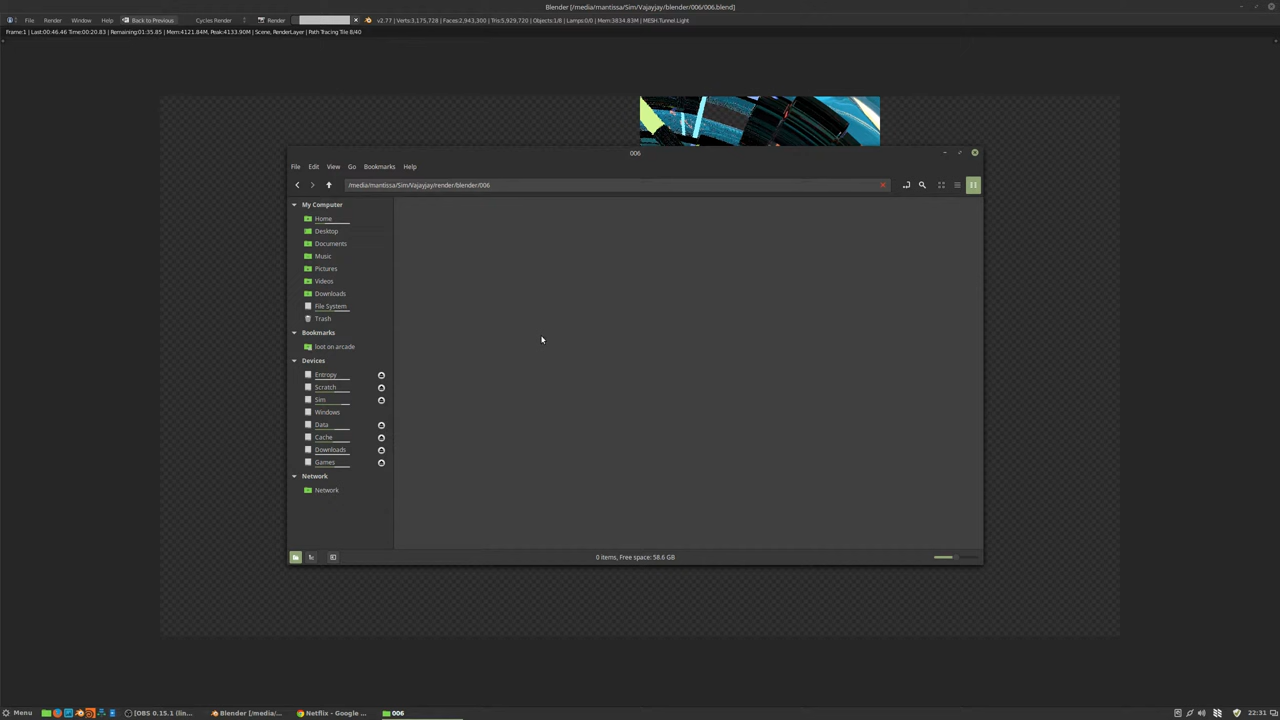 Blender [/media/mantissa/Sim/Vajayjay/blender/006/006.blend]
File Render Window Help Back to Previous Cycles Render Render v2.77 | Verts:3,175,728 | Faces:2,943,300 | Tris:5,929,720 | Objects:1/8 | Lamps:0/0 | Mem:3834.83M | MESH Tunnel.Light
Frame:1 | Last:00:46.46 Time:00:20.83 | Remaining:01:35.85 | Mem:4121.84M, Peak:4133.90M | Scene, RenderLayer | Path Tracing Tile 8/40
006
File Edit View Go Bookmarks Help
/media/mantissa/Sim/Vajayjay/render/blender/006
My Computer
Home
Desktop
Documents
Music
Pictures
Videos
Downloads
File System
Trash
Bookmarks
loot on arcade
Devices
Entropy
Scratch
Sim
Windows
Data
Cache
Downloads
Games
Network
Network
0 items, Free space: 58.6 GB
Menu [OBS 0.15.1 (lin... Blender [/media/... Netflix - Google ... 006 22:31